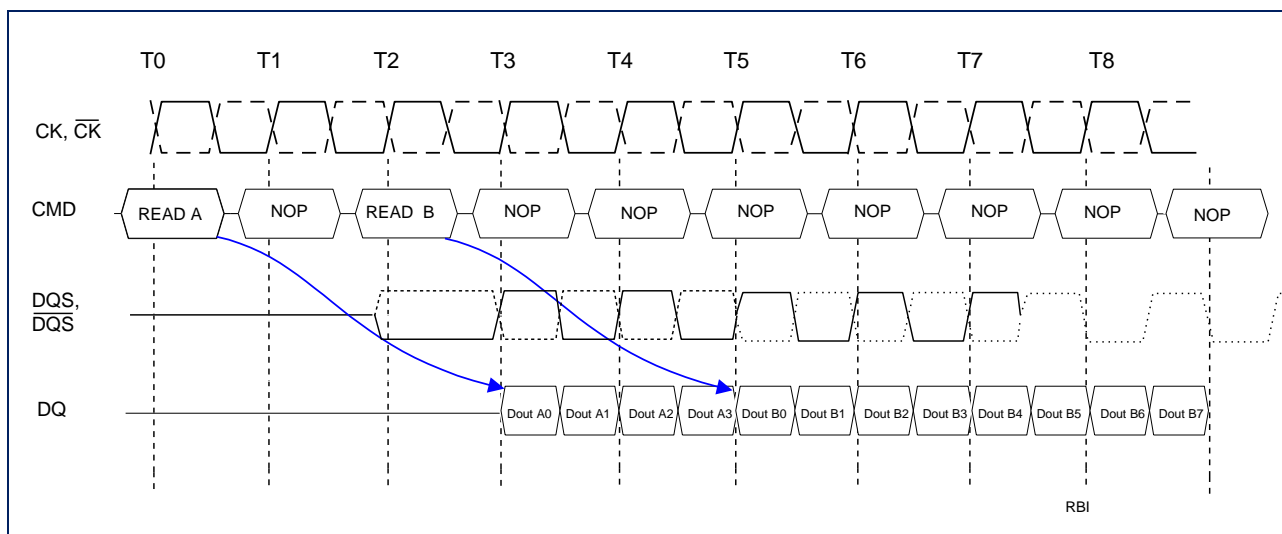 T0 T1 T2 T3 T4 T5 T6 T7 T8
CK, C̅K̅
CMD READ A NOP READ B NOP NOP NOP NOP NOP NOP NOP
DQS,
D̅Q̅S̅
DQ Dout A0 Dout A1 Dout A2 Dout A3 Dout B0 Dout B1 Dout B2 Dout B3 Dout B4 Dout B5 Dout B6 Dout B7
RBI